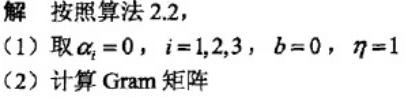 解 按照算法 2.2，
（1）取 αᵢ = 0， i = 1,2,3， b = 0， η = 1
（2）计算 Gram 矩阵